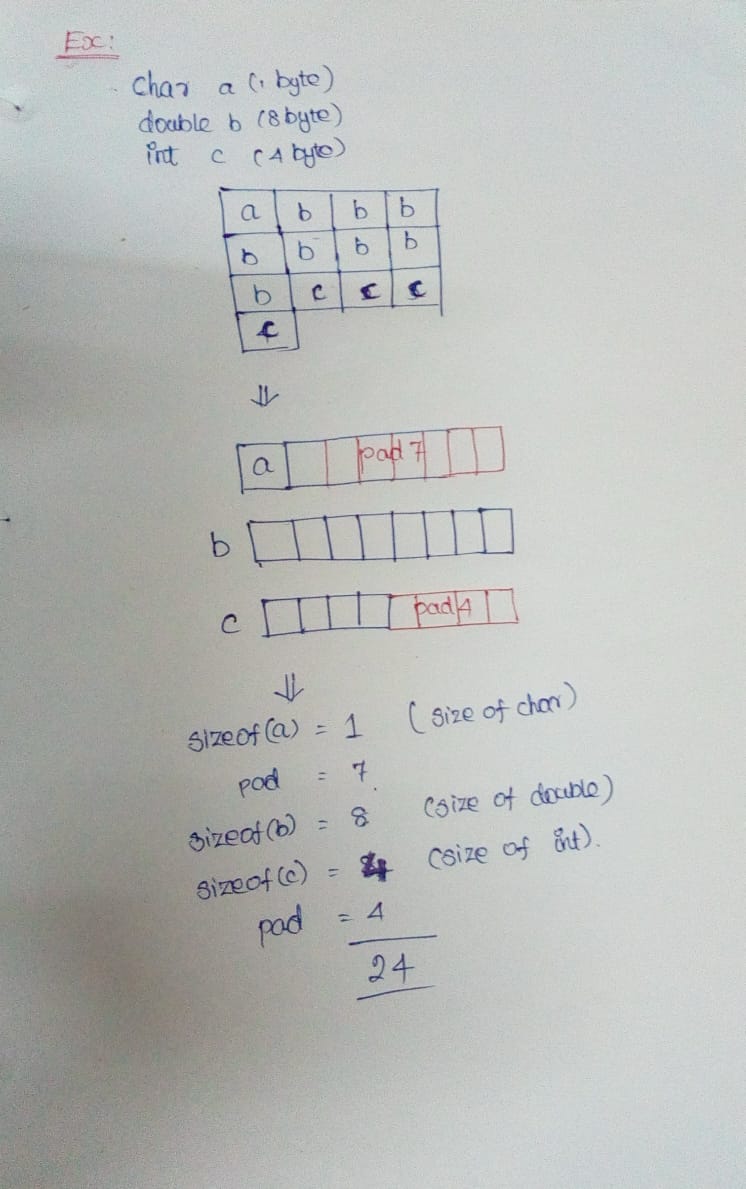 Ex:
char a (1 byte)
double b (8 byte)
int c (4 byte)
a b b b
b b b b
b c c c
c
⇓
a pad 7
b
c pad 4
⇓
sizeof(a) = 1 (size of char)
pad = 7
sizeof(b) = 8 (size of double)
sizeof(c) = 4 (size of int).
pad = 4
24